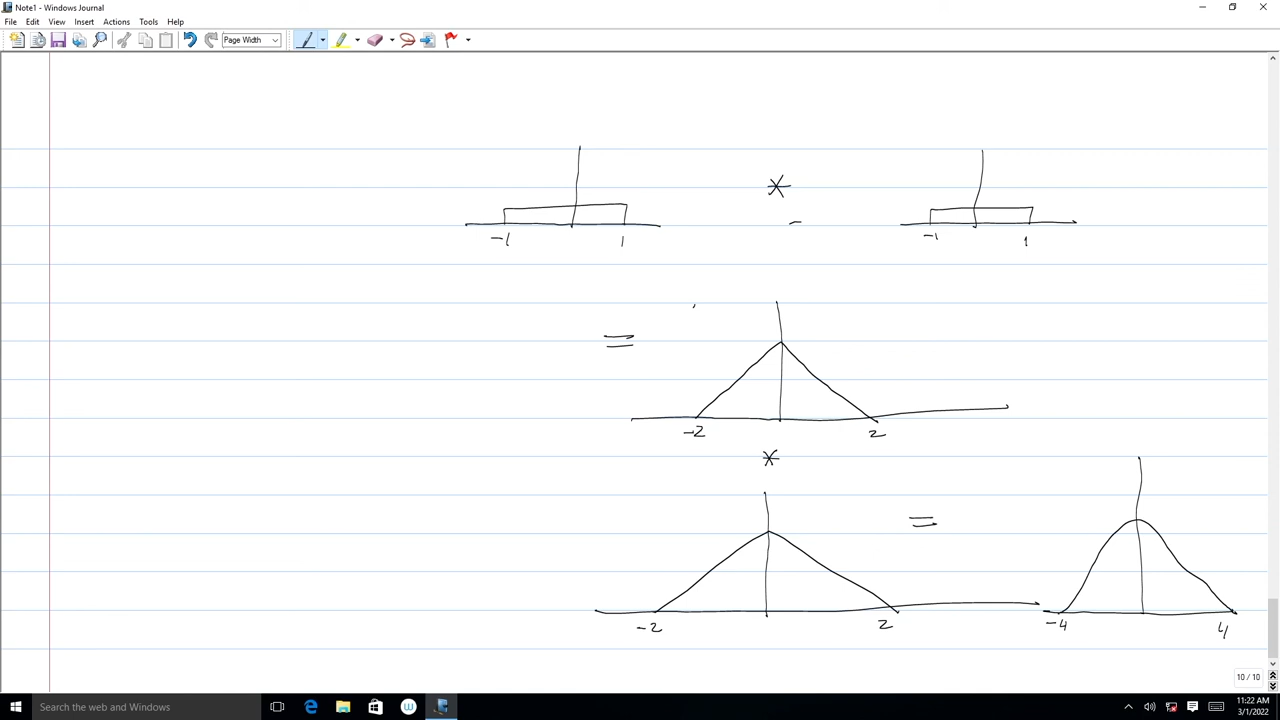 Note1 - Windows Journal
File Edit View Insert Actions Tools Help
Page Width
*
-1 1 -1 1
=
-2 2
*
=
-2 2 -4 4
10 / 10
Search the web and Windows
11:22 AM
3/1/2022